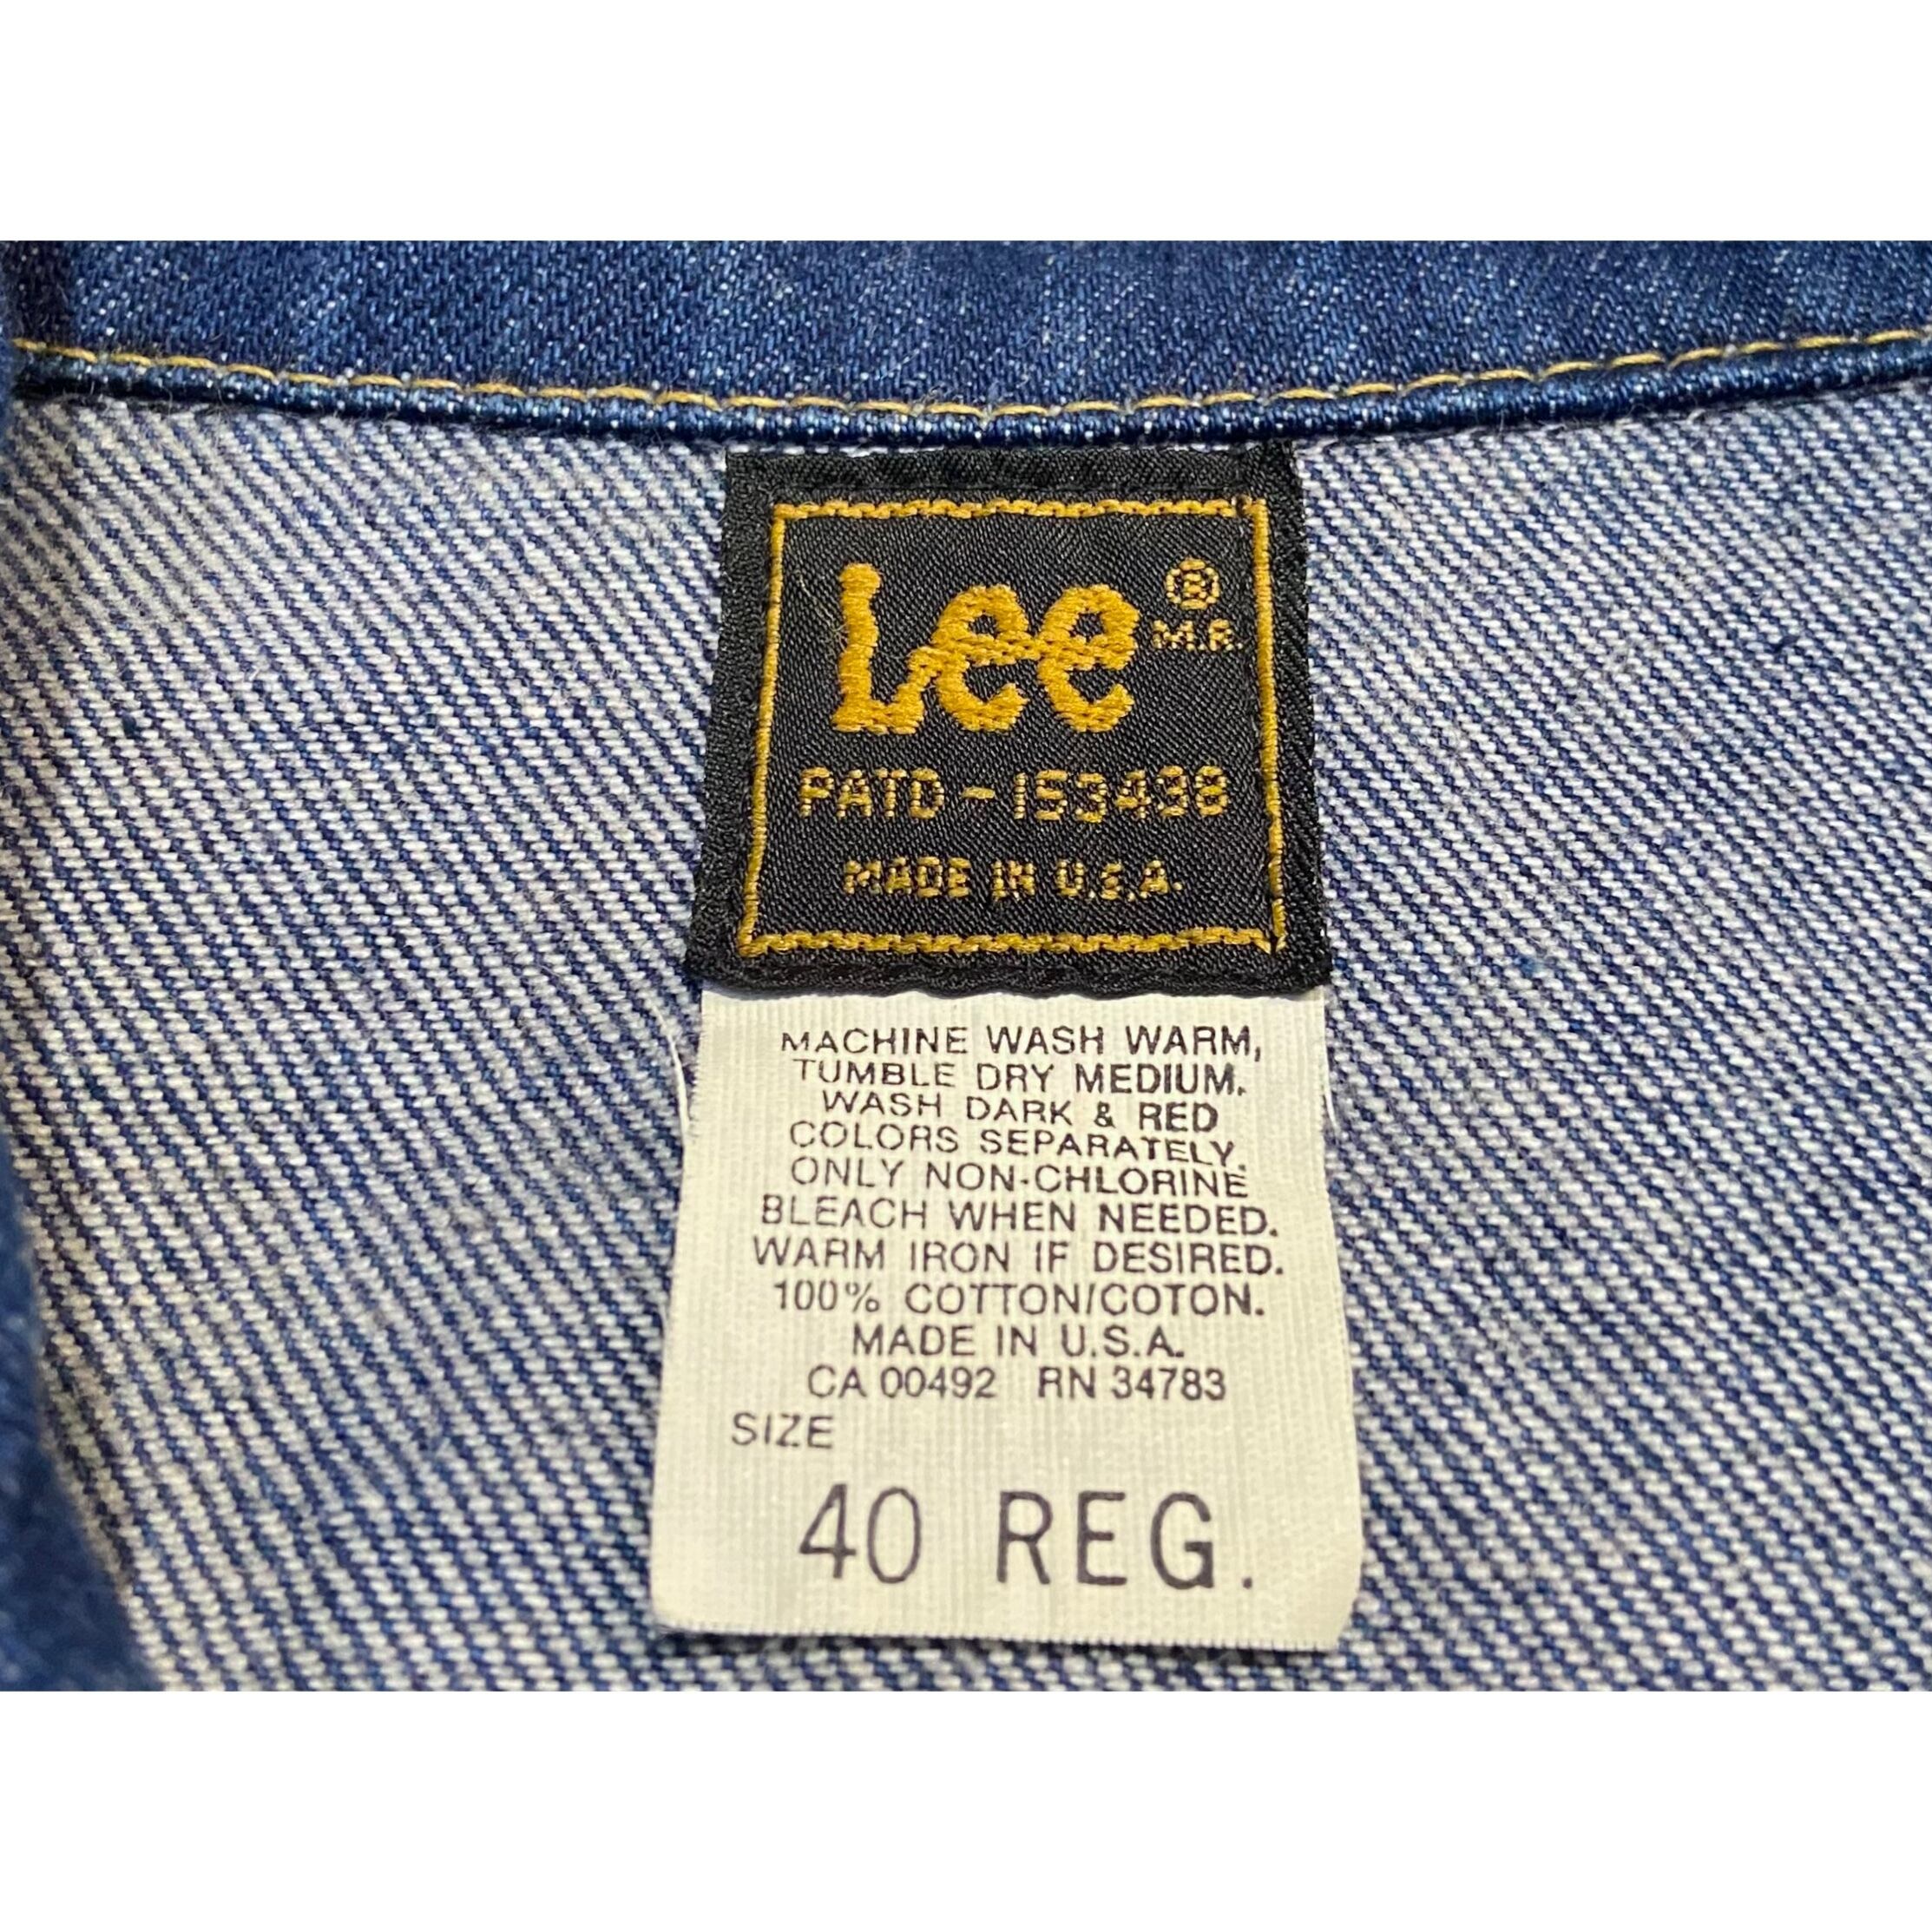 Lee ®
M.R.
PATD - 153438
MADE IN U.S.A.
MACHINE WASH WARM,
TUMBLE DRY MEDIUM.
WASH DARK & RED
COLORS SEPARATELY.
ONLY NON-CHLORINE
BLEACH WHEN NEEDED.
WARM IRON IF DESIRED.
100% COTTON/COTON.
MADE IN U.S.A.
CA 00492 RN 34783
SIZE
40 REG.